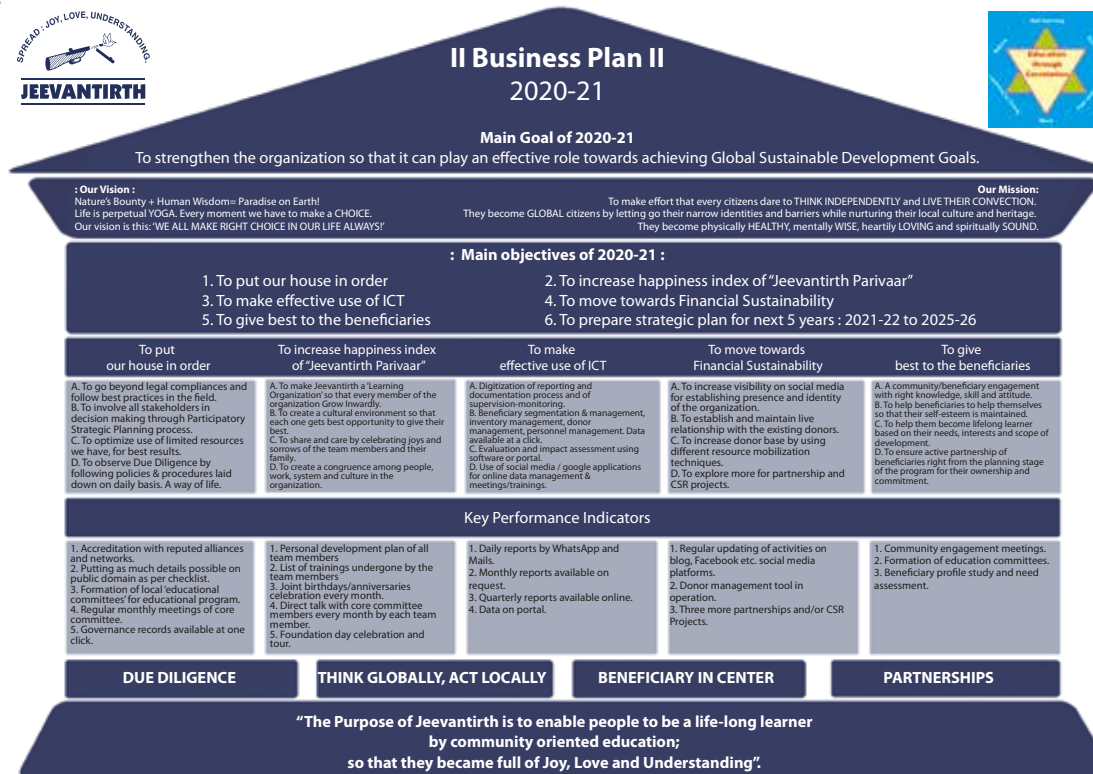 SPREAD : JOY, LOVE, UNDERSTANDING.
JEEVANTIRTH
II Business Plan II
2020-21
Education
through
Correlation
Main Goal of 2020-21
To strengthen the organization so that it can play an effective role towards achieving Global Sustainable Development Goals.
: Our Vision :
Nature's Bounty + Human Wisdom= Paradise on Earth!
Life is perpetual YOGA. Every moment we have to make a CHOICE.
Our vision is this: 'WE ALL MAKE RIGHT CHOICE IN OUR LIFE ALWAYS!'
Our Mission:
To make effort that every citizens dare to THINK INDEPENDENTLY and LIVE THEIR CONVECTION.
They become GLOBAL citizens by letting go their narrow identities and barriers while nurturing their local culture and heritage.
They become physically HEALTHY, mentally WISE, heartily LOVING and spiritually SOUND.
: Main objectives of 2020-21 :
1. To put our house in order
2. To increase happiness index of "Jeevantirth Parivaar"
3. To make effective use of ICT
4. To move towards Financial Sustainability
5. To give best to the beneficiaries
6. To prepare strategic plan for next 5 years : 2021-22 to 2025-26
To put
our house in order
To increase happiness index
of "Jeevantirth Parivaar"
To make
effective use of ICT
To move towards
Financial Sustainability
To give
best to the beneficiaries
A. To go beyond legal compliances and
follow best practices in the field.
B. To involve all stakeholders in
decision making through Participatory
Strategic Planning process.
C. To optimize use of limited resources
we have, for best results.
D. To observe Due Diligence by
following policies & procedures laid
down on daily basis. A way of life.
A. To make Jeevantirth a 'Learning
Organization' so that every member of the
organization Grow Inwardly.
B. To create a cultural environment so that
each one gets best opportunity to give their
best.
C. To share and care by celebrating joys and
sorrows of the team members and their
family.
D. To create a congruence among people,
work, system and culture in the
organization.
A. Digitization of reporting and
documentation process and of
supervision-monitoring.
B. Beneficiary segmentation & management,
inventory management, donor
management, personnel management. Data
available at a click.
C. Evaluation and impact assessment using
software or portal.
D. Use of social media / google applications
for online data management &
meetings/trainings.
A. To increase visibility on social media
for establishing presence and identity
of the organization.
B. To establish and maintain live
relationship with the existing donors.
C. To increase donor base by using
different resource mobilization
techniques.
D. To explore more for partnership and
CSR projects.
A. A community/beneficiary engagement
with right knowledge, skill and attitude.
B. To help beneficiaries to help themselves
so that their self-esteem is maintained.
C. To help them become lifelong learner
based on their needs, interests and scope of
development.
D. To ensure active partnership of
beneficiaries right from the planning stage
of the program for their ownership and
commitment.
Key Performance Indicators
1. Accreditation with reputed alliances
and networks.
2. Putting as much details possible on
public domain as per checklist.
3. Formation of local 'educational
committees' for educational program.
4. Regular monthly meetings of core
committee.
5. Governance records available at one
click.
1. Personal development plan of all
team members
2. List of trainings undergone by the
team members
3. Joint birthdays/anniversaries
celebration every month.
4. Direct talk with core committee
members every month by each team
member.
5. Foundation day celebration and
tour.
1. Daily reports by WhatsApp and
Mails.
2. Monthly reports available on
request.
3. Quarterly reports available online.
4. Data on portal.
1. Regular updating of activities on
blog, Facebook etc. social media
platforms.
2. Donor management tool in
operation.
3. Three more partnerships and/or CSR
Projects.
1. Community engagement meetings.
2. Formation of education committees.
3. Beneficiary profile study and need
assessment.
DUE DILIGENCE
THINK GLOBALLY, ACT LOCALLY
BENEFICIARY IN CENTER
PARTNERSHIPS
"The Purpose of Jeevantirth is to enable people to be a life-long learner
by community oriented education;
so that they became full of Joy, Love and Understanding".